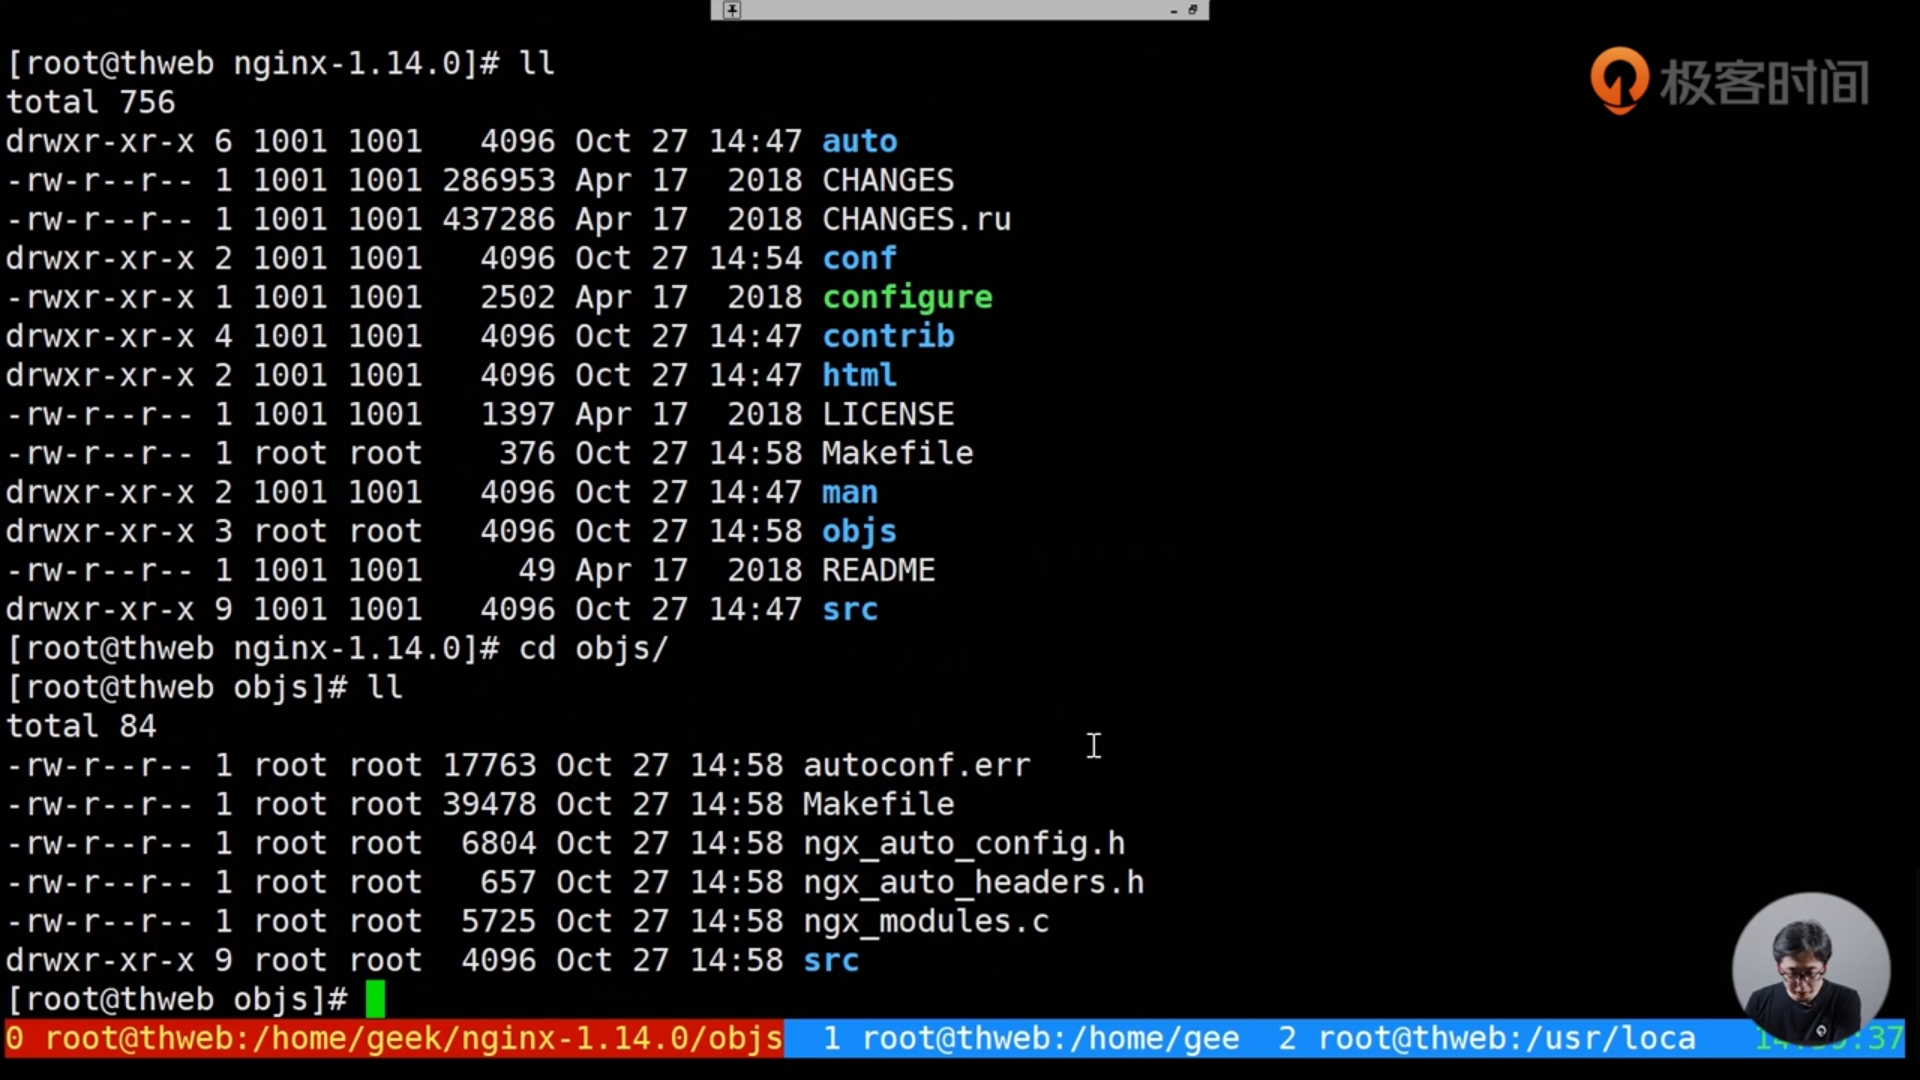 [root@thweb nginx-1.14.0]# ll
极客时间
total 756
drwxr-xr-x 6 1001 1001   4096 Oct 27 14:47 auto
-rw-r--r-- 1 1001 1001 286953 Apr 17  2018 CHANGES
-rw-r--r-- 1 1001 1001 437286 Apr 17  2018 CHANGES.ru
drwxr-xr-x 2 1001 1001   4096 Oct 27 14:54 conf
-rwxr-xr-x 1 1001 1001   2502 Apr 17  2018 configure
drwxr-xr-x 4 1001 1001   4096 Oct 27 14:47 contrib
drwxr-xr-x 2 1001 1001   4096 Oct 27 14:47 html
-rw-r--r-- 1 1001 1001   1397 Apr 17  2018 LICENSE
-rw-r--r-- 1 root root    376 Oct 27 14:58 Makefile
drwxr-xr-x 2 1001 1001   4096 Oct 27 14:47 man
drwxr-xr-x 3 root root   4096 Oct 27 14:58 objs
-rw-r--r-- 1 1001 1001     49 Apr 17  2018 README
drwxr-xr-x 9 1001 1001   4096 Oct 27 14:47 src
[root@thweb nginx-1.14.0]# cd objs/
[root@thweb objs]# ll
total 84
-rw-r--r-- 1 root root 17763 Oct 27 14:58 autoconf.err
-rw-r--r-- 1 root root 39478 Oct 27 14:58 Makefile
-rw-r--r-- 1 root root  6804 Oct 27 14:58 ngx_auto_config.h
-rw-r--r-- 1 root root   657 Oct 27 14:58 ngx_auto_headers.h
-rw-r--r-- 1 root root  5725 Oct 27 14:58 ngx_modules.c
drwxr-xr-x 9 root root  4096 Oct 27 14:58 src
[root@thweb objs]#
0 root@thweb:/home/geek/nginx-1.14.0/objs  1 root@thweb:/home/gee  2 root@thweb:/usr/loca